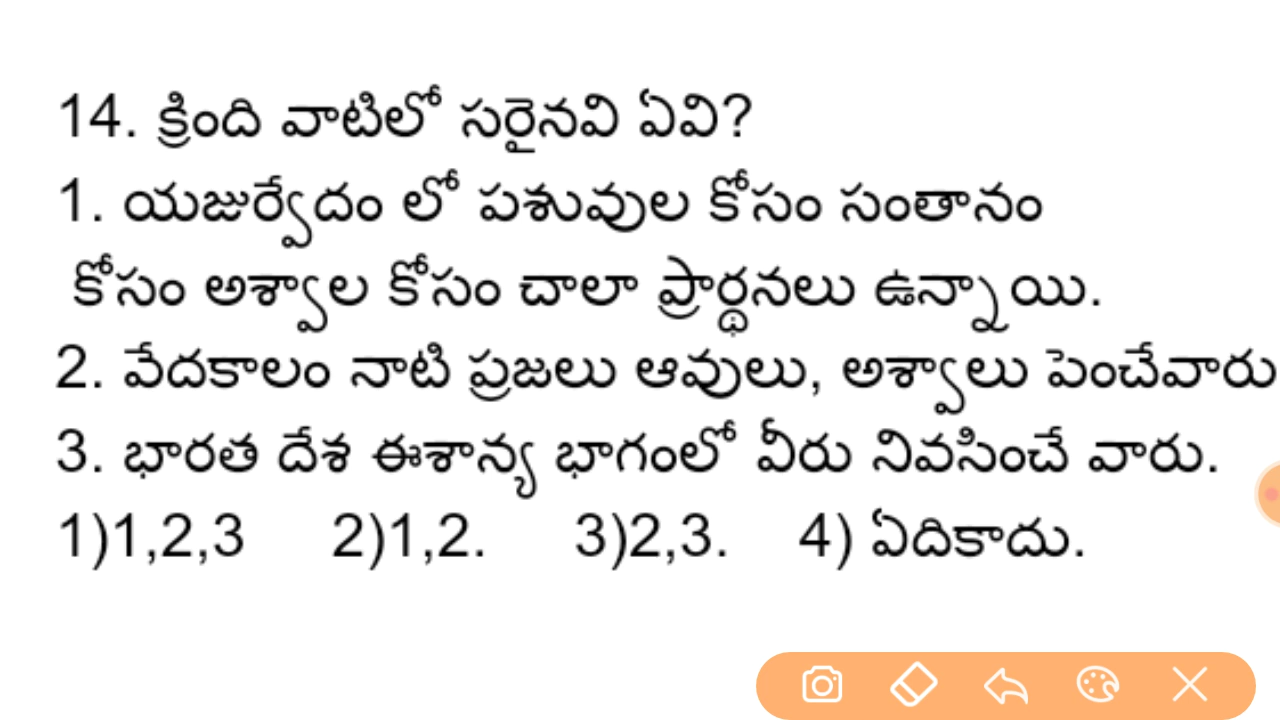 14. క్రింది వాటిలో సరైనవి ఏవి?
1. యజుర్వేదం లో పశువుల కోసం సంతానం
కోసం అశ్వాల కోసం చాలా ప్రార్థనలు ఉన్నాయి.
2. వేదకాలం నాటి ప్రజలు ఆవులు, అశ్వాలు పెంచేవారు
3. భారత దేశ ఈశాన్య భాగంలో వీరు నివసించే వారు.
1)1,2,3 2)1,2. 3)2,3. 4) ఏదికాదు.